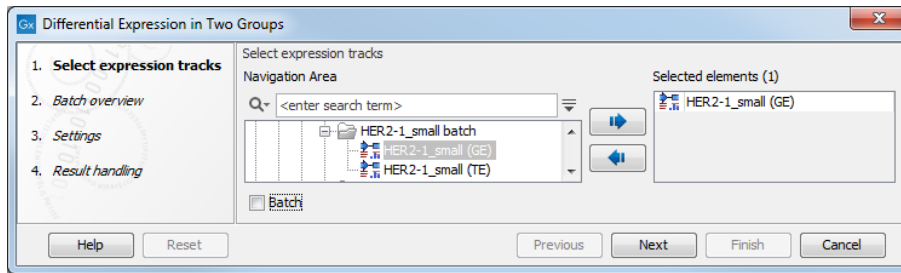 Gx Differential Expression in Two Groups
X
1. Select expression tracks
2. Batch overview
3. Settings
4. Result handling
Select expression tracks
Navigation Area
<enter search term>
HER2-1_small batch
HER2-1_small (GE)
HER2-1_small (TE)
Batch
Selected elements (1)
HER2-1_small (GE)
Help
Reset
Previous
Next
Finish
Cancel